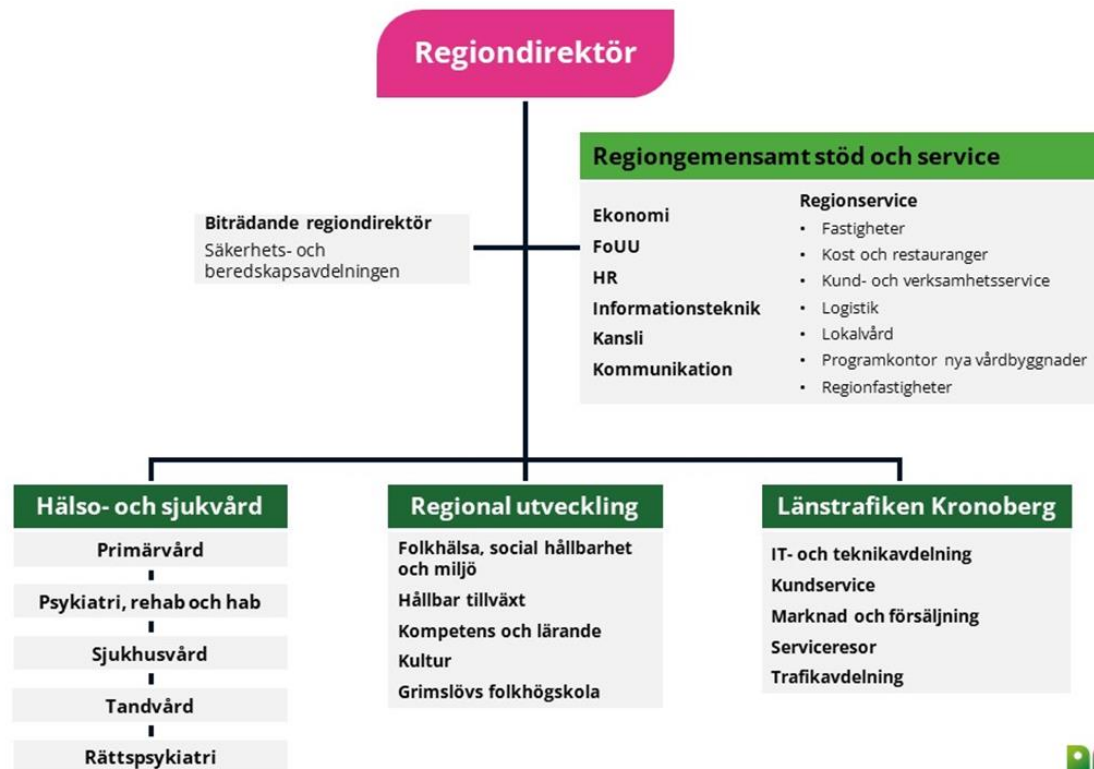 Regiondirektör
Regiongemensamt stöd och service
Biträdande regiondirektör
Säkerhets- och
beredskapsavdelningen
Ekonomi
FoUU
HR
Informationsteknik
Kansli
Kommunikation
Regionservice
• Fastigheter
• Kost och restauranger
• Kund- och verksamhetsservice
• Logistik
• Lokalvård
• Programkontor nya vårdbyggnader
• Regionfastigheter
Hälso- och sjukvård
Primärvård
Psykiatri, rehab och hab
Sjukhusvård
Tandvård
Rättspsykiatri
Regional utveckling
Folkhälsa, social hållbarhet
och miljö
Hållbar tillväxt
Kompetens och lärande
Kultur
Grimslövs folkhögskola
Länstrafiken Kronoberg
IT- och teknikavdelning
Kundservice
Marknad och försäljning
Serviceresor
Trafikavdelning